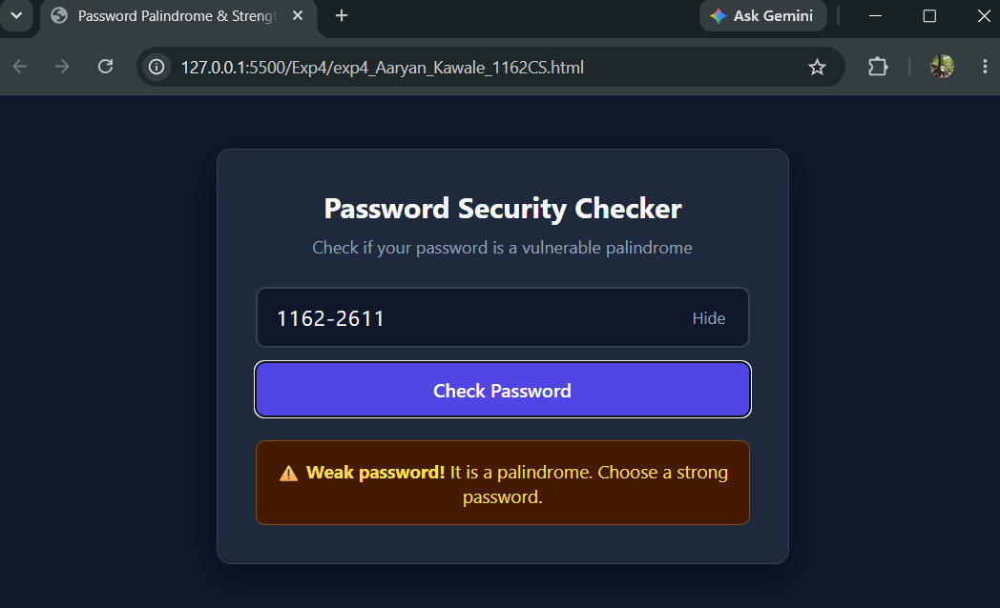 Password Palindrome & Strengt
Ask Gemini
127.0.0.1:5500/Exp4/exp4_Aaryan_Kawale_1162CS.html
Password Security Checker
Check if your password is a vulnerable palindrome
1162-2611
Hide
Check Password
Weak password! It is a palindrome. Choose a strong
password.